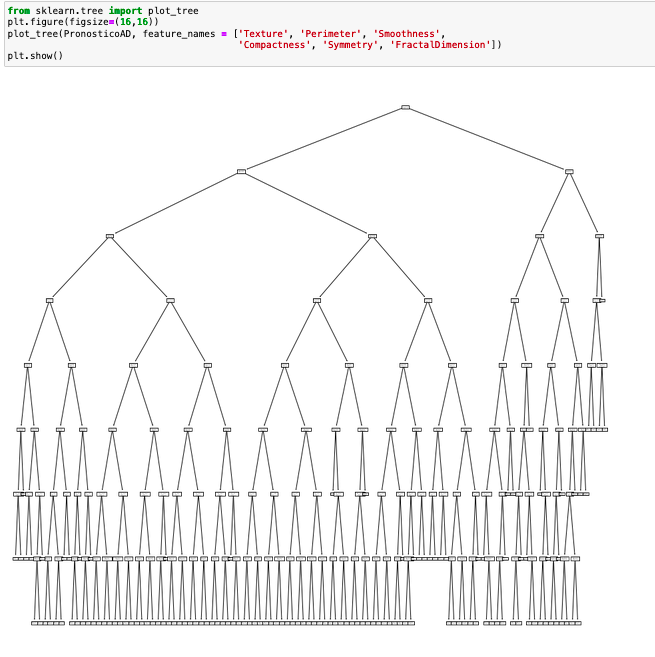 from sklearn.tree import plot_tree
plt.figure(figsize=(16,16))
plot_tree(PronosticoAD, feature_names = ['Texture', 'Perimeter', 'Smoothness',
'Compactness', 'Symmetry', 'FractalDimension'])
plt.show()